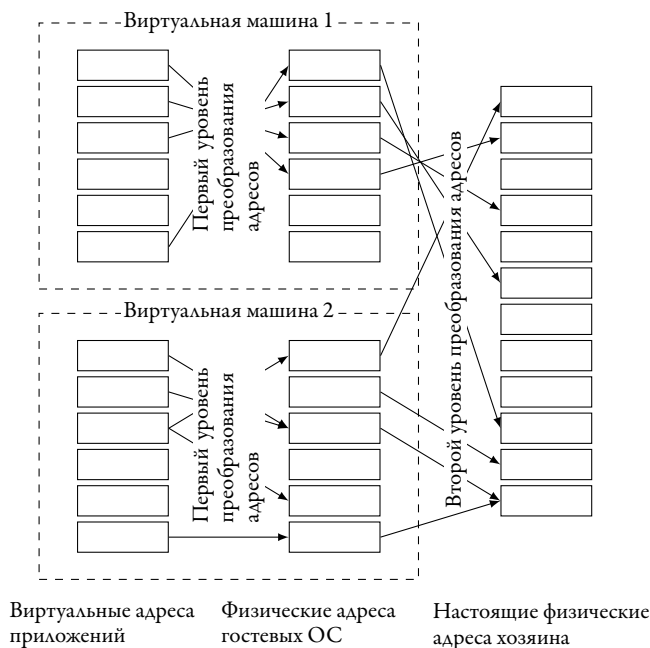 Виртуальная машина 1
Первый уровень
преобразования
адресов
Второй уровень преобразования адресов
Виртуальная машина 2
Первый уровень
преобразования
адресов
Виртуальные адреса
приложений
Физические адреса
гостевых ОС
Настоящие физические
адреса хозяина